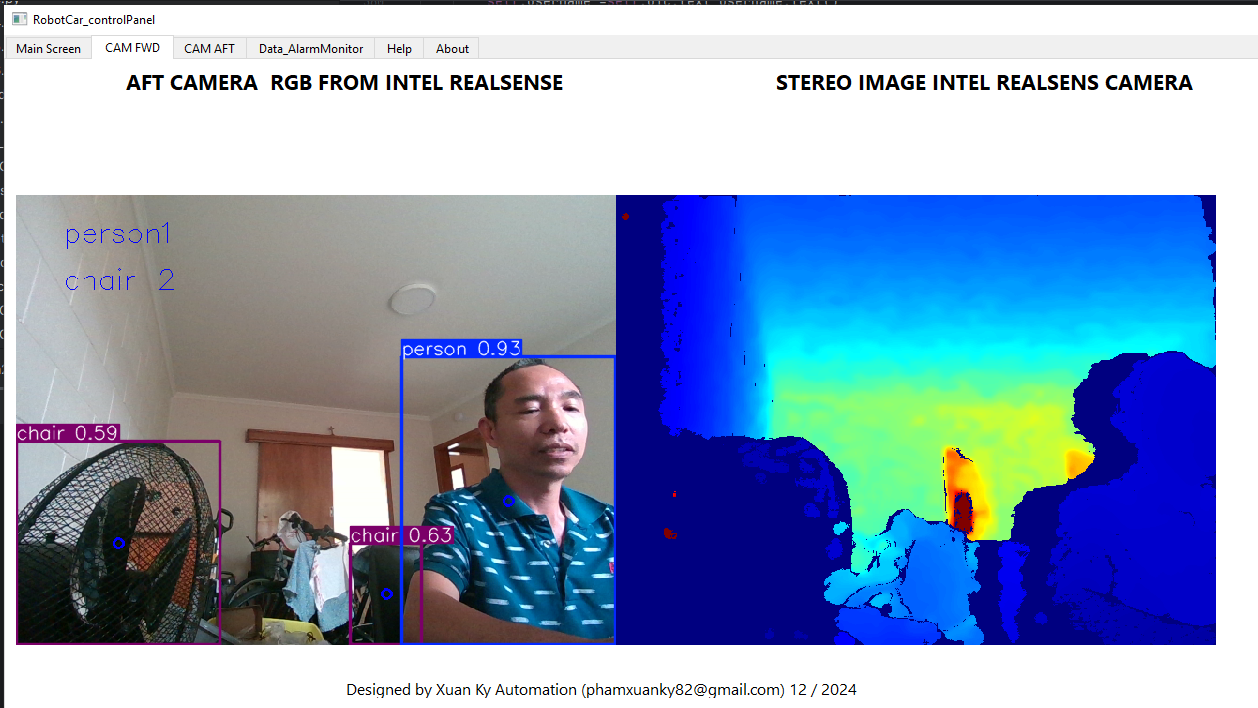 RobotCar_controlPanel
Main Screen CAM FWD CAM AFT Data_AlarmMonitor Help About
AFT CAMERA RGB FROM INTEL REALSENSE STEREO IMAGE INTEL REALSENS CAMERA
person1
chair 2
person 0.93
chair 0.59
chair 0.63
Designed by Xuan Ky Automation (phamxuanky82@gmail.com) 12 / 2024